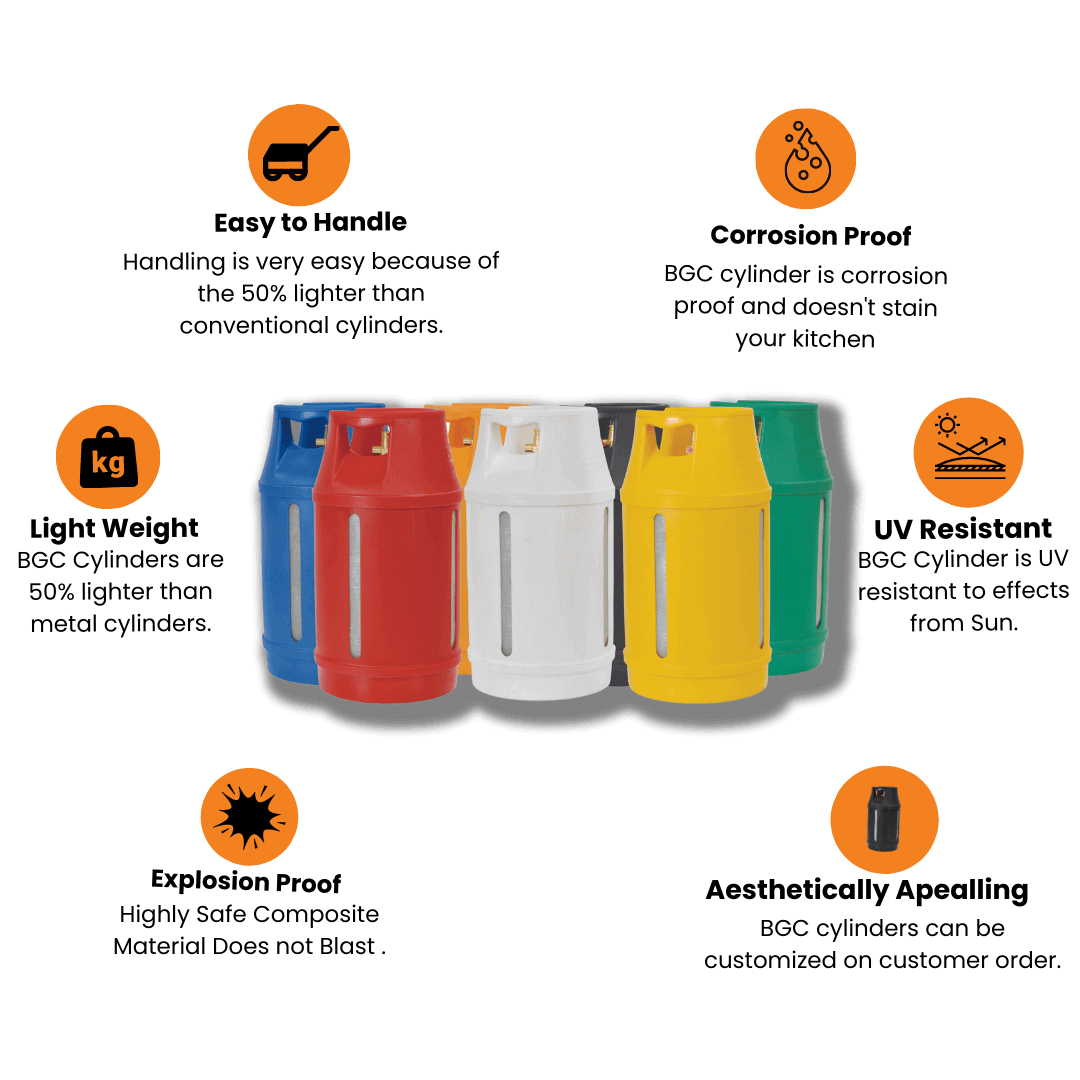 Easy to Handle
Handling is very easy because of
the 50% lighter than
conventional cylinders.
Corrosion Proof
BGC cylinder is corrosion
proof and doesn't stain
your kitchen
kg
Light Weight
BGC Cylinders are
50% lighter than
metal cylinders.
UV Resistant
BGC Cylinder is UV
resistant to effects
from Sun.
Explosion Proof
Highly Safe Composite
Material Does not Blast .
Aesthetically Apealling
BGC cylinders can be
customized on customer order.